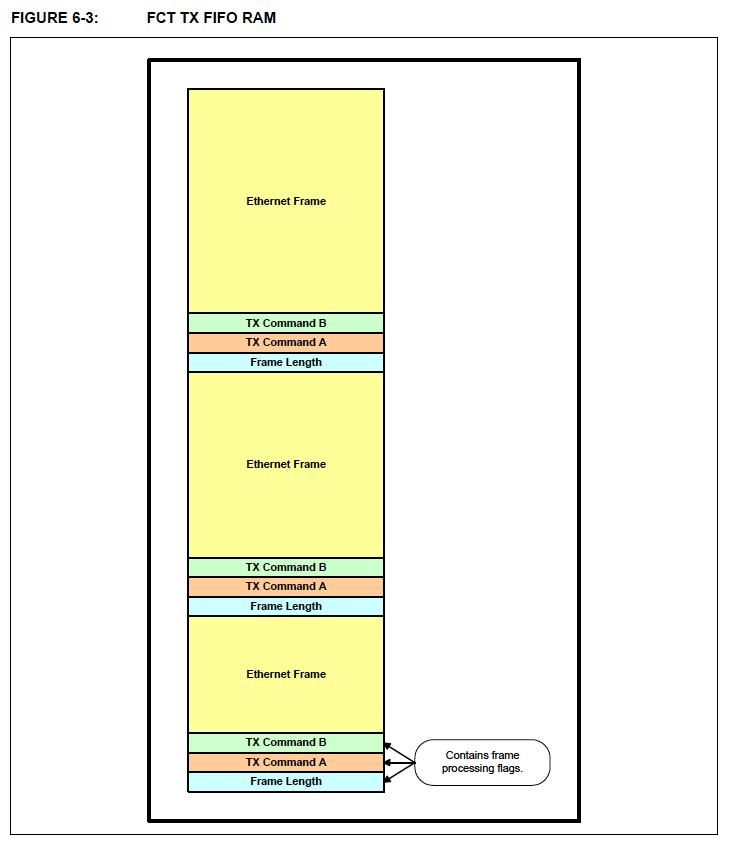 FIGURE 6-3: FCT TX FIFO RAM
Ethernet Frame
TX Command B
TX Command A
Frame Length
Ethernet Frame
TX Command B
TX Command A
Frame Length
Ethernet Frame
TX Command B
TX Command A
Frame Length
Contains frame
processing flags.